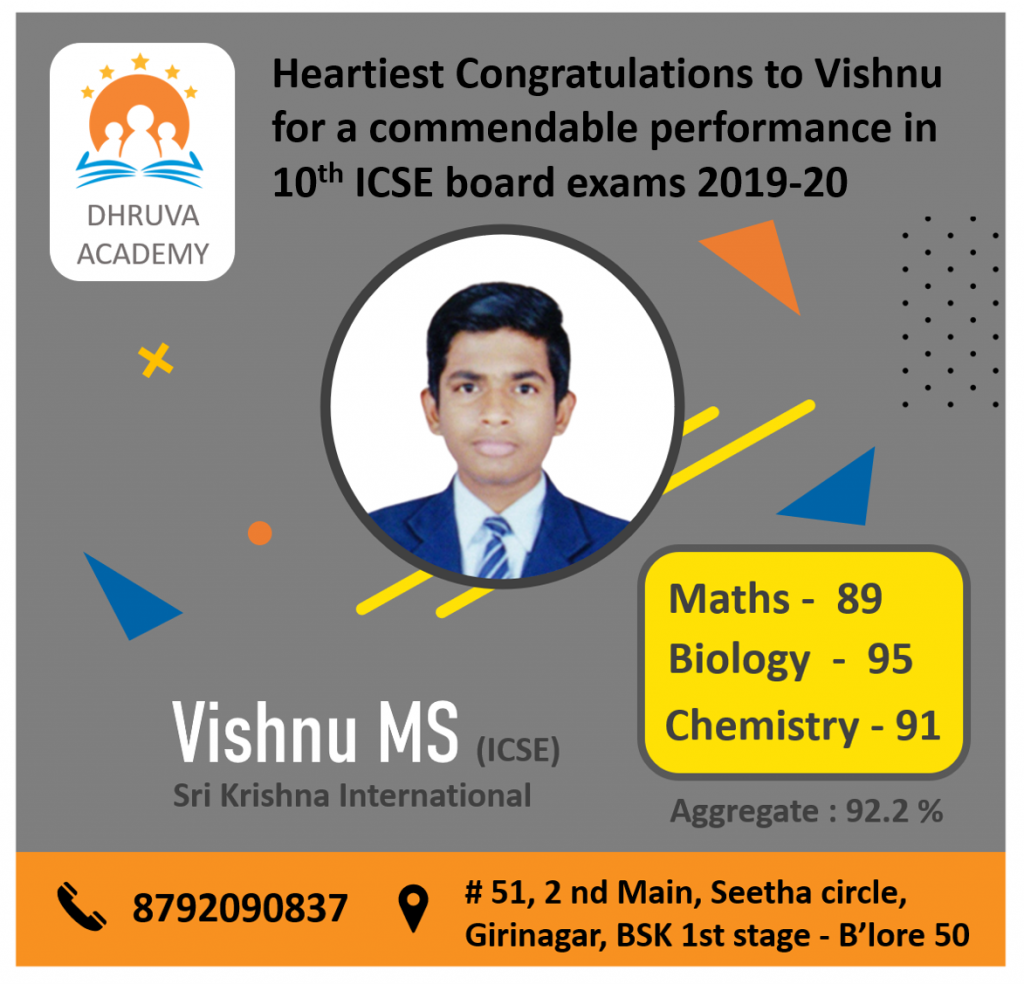 DHRUVA
ACADEMY
Heartiest Congratulations to Vishnu
for a commendable performance in
10th ICSE board exams 2019-20
Maths - 89
Biology - 95
Chemistry - 91
Aggregate : 92.2 %
Vishnu MS (ICSE)
Sri Krishna International
8792090837
# 51, 2 nd Main, Seetha circle,
Girinagar, BSK 1st stage - B'lore 50